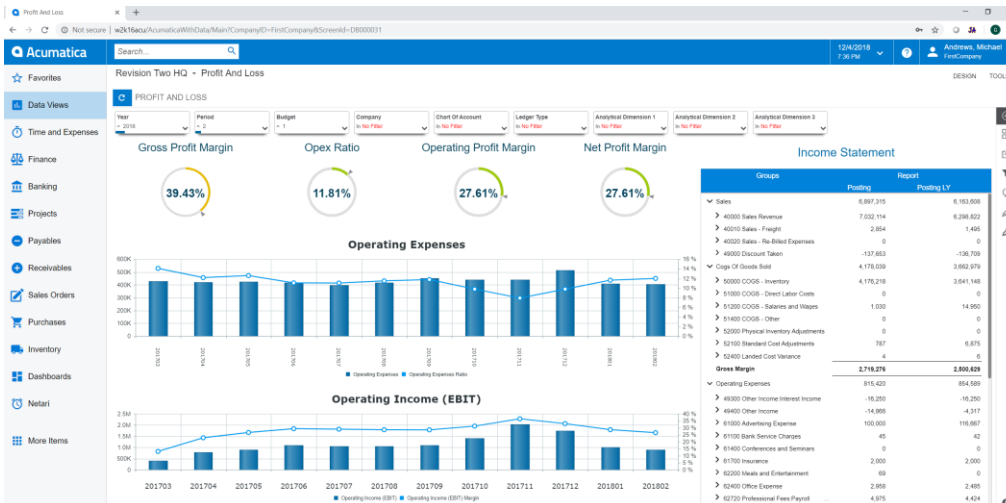 Profit And Loss
Not secure | w2k16acu/AcumaticaWithData/Main?CompanyID=FirstCompany&ScreenId=DB000031
Acumatica
Search...
12/4/2018
7:36 PM
Andrews, Michael
FirstCompany
Revision Two HQ - Profit And Loss
DESIGN TOOLS
Favorites
Data Views
Time and Expenses
Finance
Banking
Projects
Payables
Receivables
Sales Orders
Purchases
Inventory
Dashboards
Netari
More Items
PROFIT AND LOSS
Year Period Budget Company Chart Of Account Ledger Type Analytical Dimension 1 Analytical Dimension 2 Analytical Dimension 3
= 2018 = 2 = 1 In No Filter In No Filter In No Filter In No Filter In No Filter In No Filter
Gross Profit Margin Opex Ratio Operating Profit Margin Net Profit Margin
39.43% 11.81% 27.61% 27.61%
Operating Expenses
600K
500K
400K
300K
200K
100K
0
16 %
14 %
12 %
10 %
8 %
6 %
4 %
2 %
0 %
201703 201704 201705 201706 201707 201708 201709 201710 201711 201712 201801 201802
Operating Expenses Operating Expenses Ratio
Operating Income (EBIT)
2.5M
2.0M
1.5M
1.0M
500K
0
40 %
35 %
30 %
25 %
20 %
15 %
10 %
5 %
0 %
201703 201704 201705 201706 201707 201708 201709 201710 201711 201712 201801 201802
Operating Income (EBIT) Operating Income (EBIT) Margin
Income Statement
Groups Report
Posting Posting LY
Sales 6,897,315 6,163,608
40000 Sales Revenue 7,032,114 6,298,822
40010 Sales - Freight 2,854 1,495
40020 Sales - Re-Billed Expenses 0 0
49000 Discount Taken -137,653 -136,709
Cogs Of Goods Sold 4,178,039 3,662,979
50000 COGS - Inventory 4,176,218 3,641,148
51000 COGS - Direct Labor Costs 0 0
51200 COGS - Salaries and Wages 1,030 14,950
51400 COGS - Other 0 0
52000 Physical Inventory Adjustments 0 0
52100 Standard Cost Adjustments 787 6,875
52400 Landed Cost Variance 4 6
Gross Margin 2,719,276 2,500,629
Operating Expenses 815,420 854,589
49300 Other Income Interest Income -16,250 -16,250
49400 Other Income -14,966 -4,317
61000 Advertising Expense 100,000 116,667
61100 Bank Service Charges 45 42
61400 Conferences and Seminars 0 0
61700 Insurance 2,000 2,000
62200 Meals and Entertainment 69 0
62400 Office Expense 2,958 2,485
62720 Professional Fees Payroll 4,975 4,424